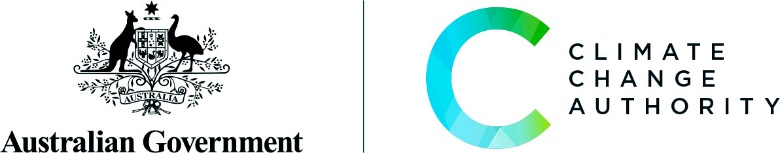 AUSTRALIA
Australian Government
CLIMATE
CHANGE
AUTHORITY